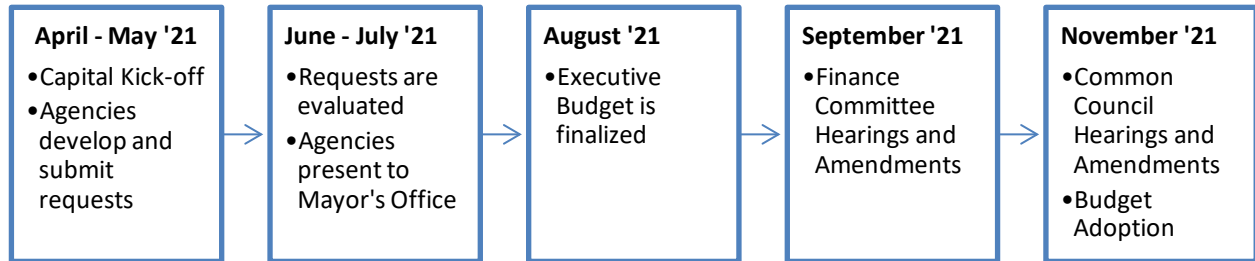 April - May '21
•Capital Kick-off
•Agencies
develop and
submit
requests
June - July '21
•Requests are
evaluated
•Agencies
present to
Mayor's Office
August '21
•Executive
Budget is
finalized
September '21
•Finance
Committee
Hearings and
Amendments
November '21
•Common
Council
Hearings and
Amendments
•Budget
Adoption